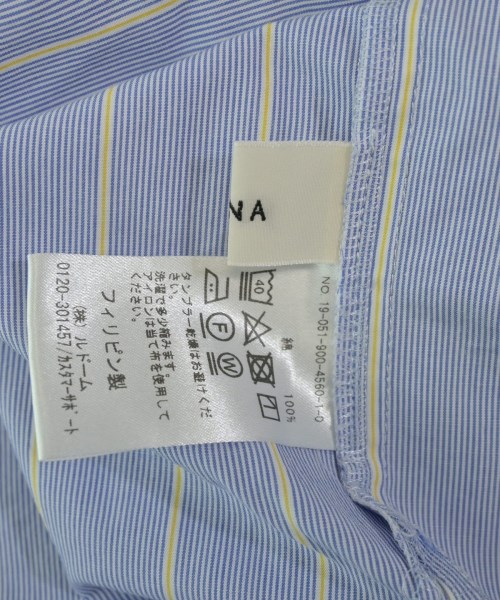 NA
NO 19-051-900-4560-1-0
綿 100%
40
F W
タンブラー乾燥はお避けくだ
さい。
洗濯で多少縮みます。
アイロンは当て布を使用して
ください。
フィリピン製
(株) ルドーム
0120-301457/カスタマーサポート